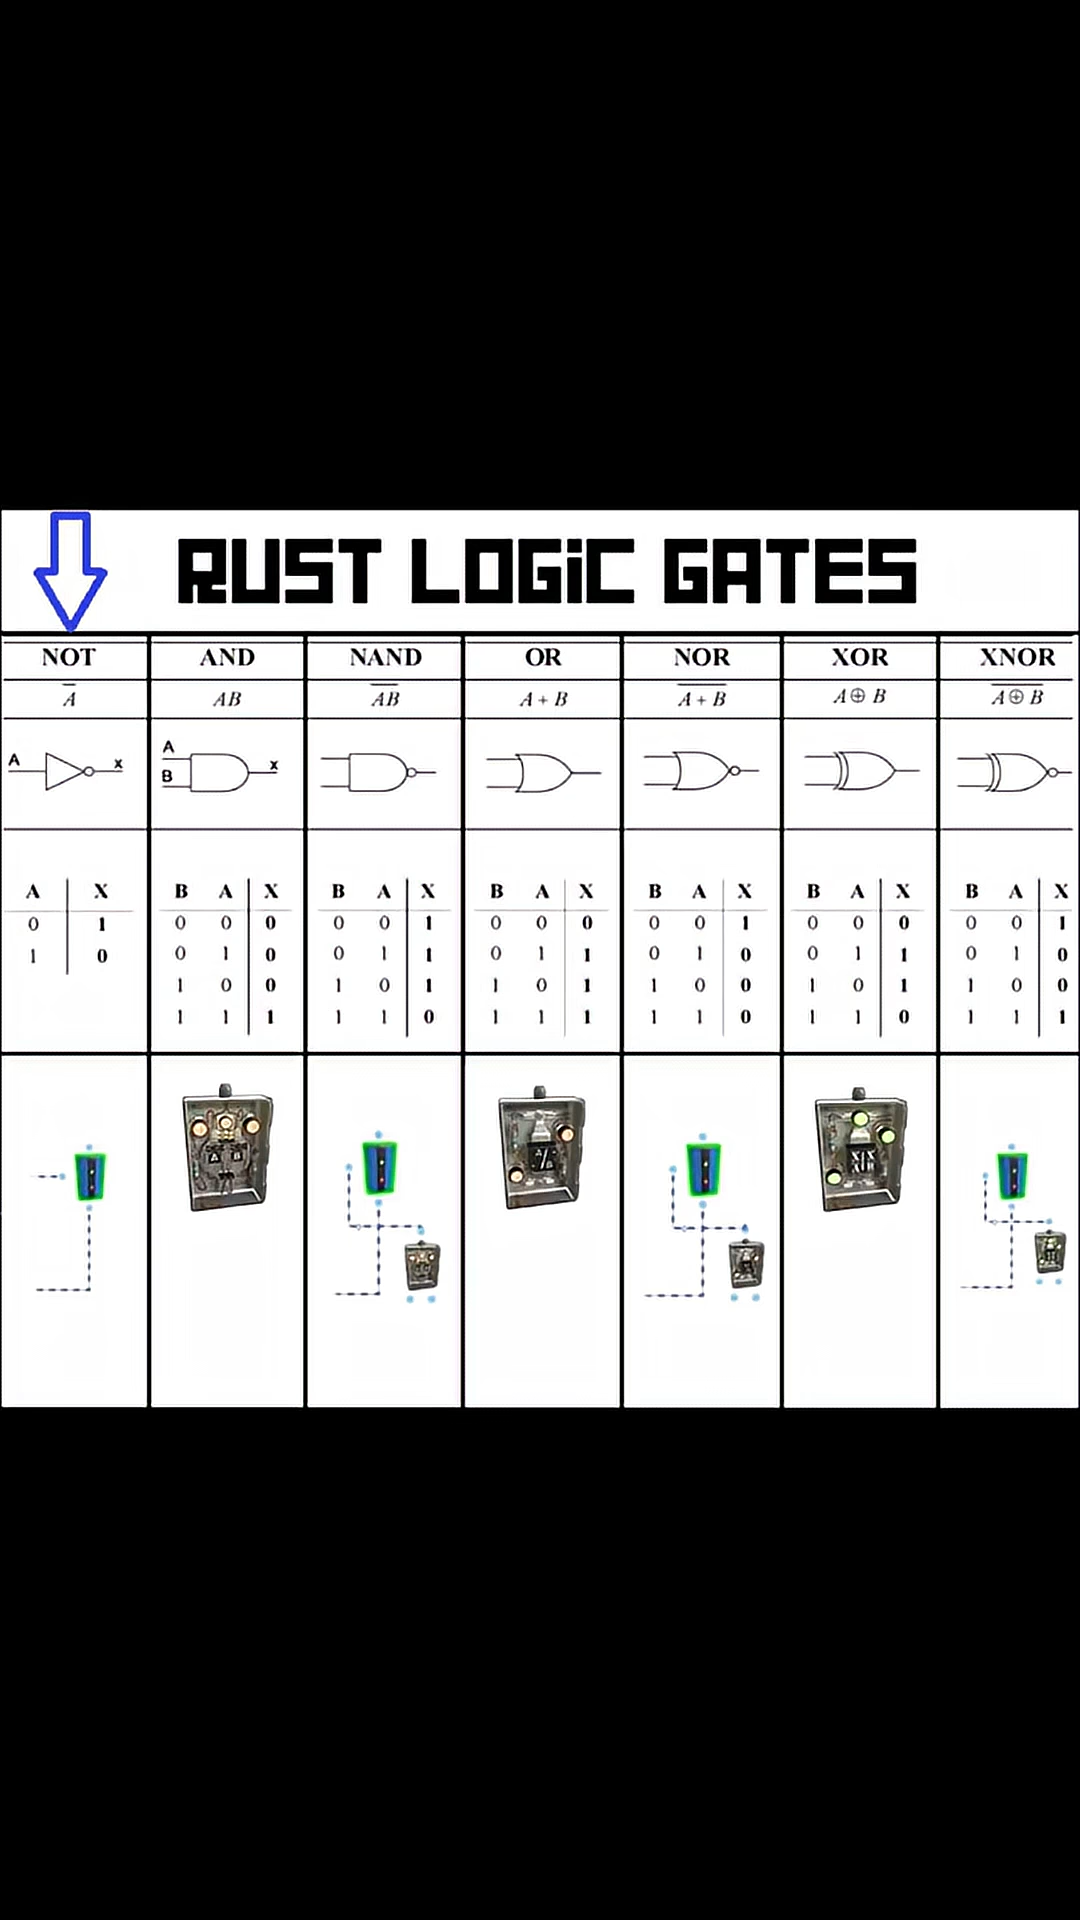 RUST LOGiC GATES
NOT AND NAND OR NOR XOR XNOR
A̅ AB A̅B̅ A + B A̅ ̅+̅ ̅B̅ A ⊕ B A̅ ̅⊕̅ ̅B̅
A x A B x
A X B A X B A X B A X B A X B A X B A X
0 1 0 0 0 0 0 1 0 0 0 0 0 1 0 0 0 0 0 1
1 0 0 1 0 0 1 1 0 1 1 0 1 0 0 1 1 0 1 0
1 0 0 1 0 1 1 0 1 1 0 0 1 0 1 1 0 0
1 1 1 1 1 0 1 1 1 1 1 0 1 1 0 1 1 1
A B